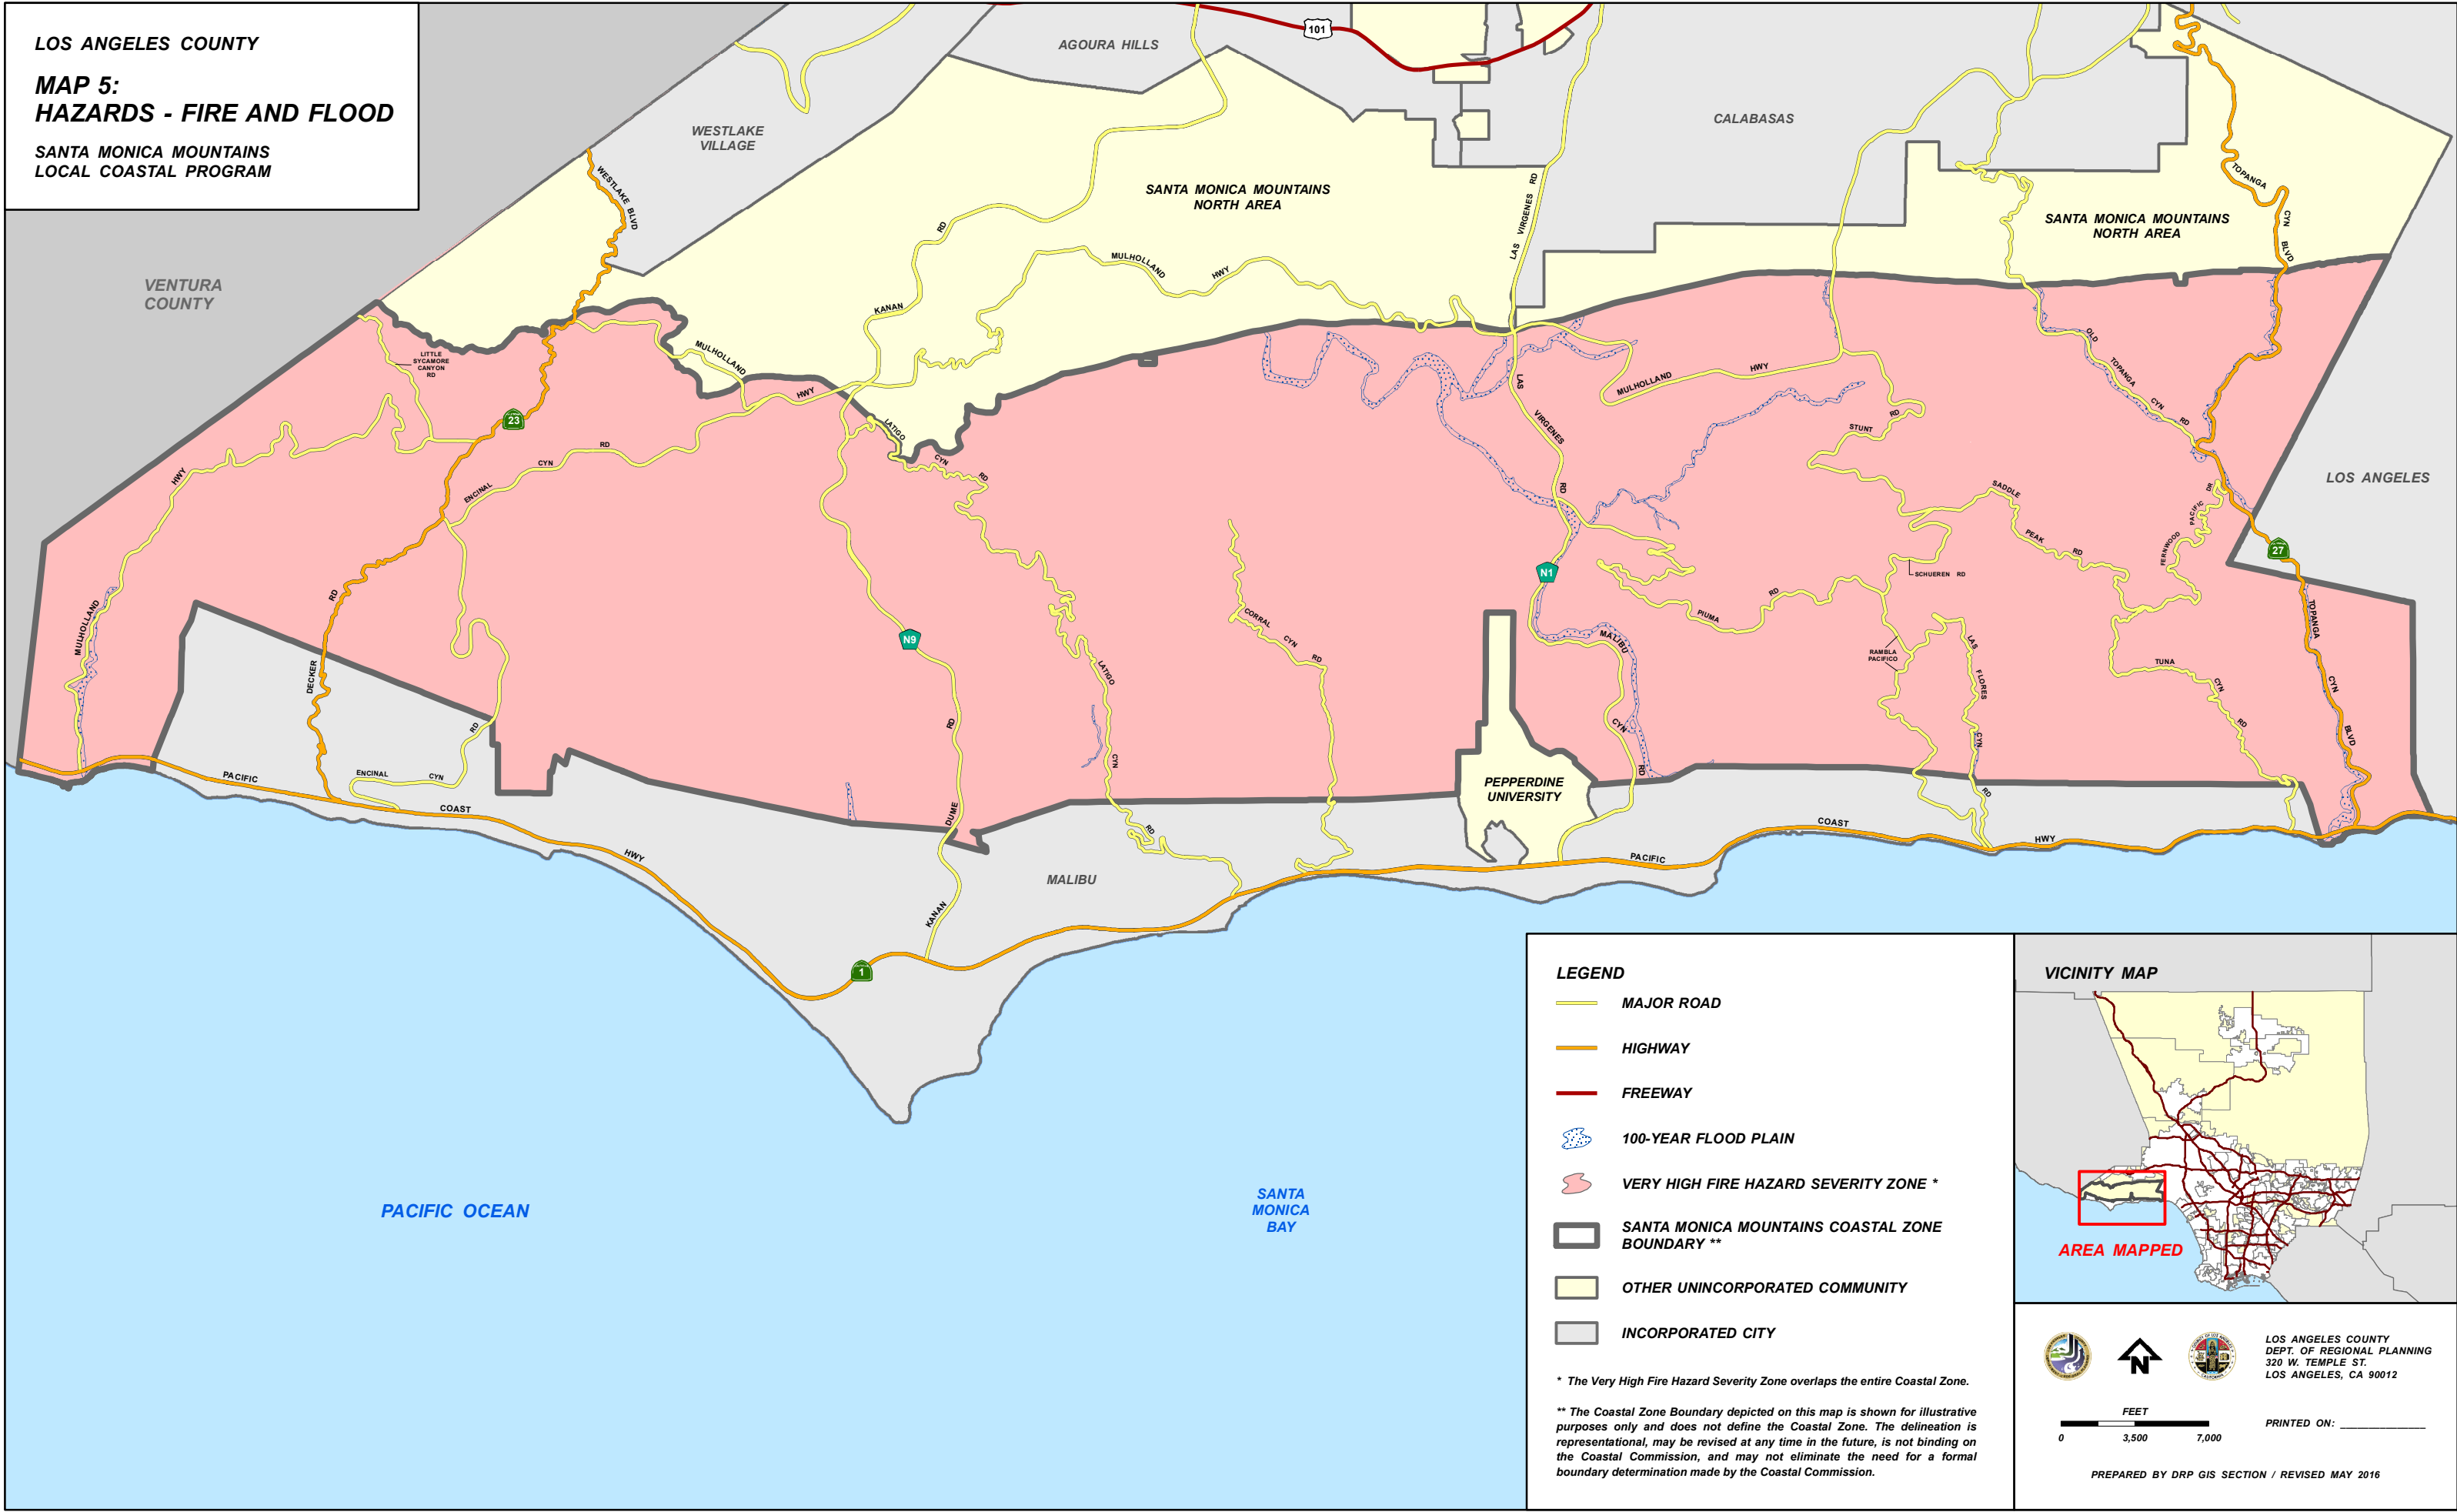 LOS ANGELES COUNTY
MAP 5:
HAZARDS - FIRE AND FLOOD
SANTA MONICA MOUNTAINS
LOCAL COASTAL PROGRAM
101
AGOURA HILLS
WESTLAKE
VILLAGE
CALABASAS
SANTA MONICA MOUNTAINS
NORTH AREA
SANTA MONICA MOUNTAINS
NORTH AREA
VENTURA
COUNTY
LOS ANGELES
WESTLAKE BLVD
KANAN
RD
MULHOLLAND
HWY
LAS VIRGENES RD
TOPANGA
CYN
BLVD
LITTLE
SYCAMORE
CANYON
RD
MULHOLLAND
HWY
23
ENCINAL
CYN
RD
LATIGO
CYN
RD
LAS
VIRGENES
RD
MULHOLLAND
HWY
OLD
TOPANGA
CYN
RD
STUNT
RD
SADDLE
PEAK
RD
FERNWOOD
PACIFIC
DR
27
TOPANGA
CYN
BLVD
SCHUEREN RD
HWY
MULHOLLAND
RD
DECKER
RD
ENCINAL
CYN
N9
RD
DUME
KANAN
LATIGO
CYN
RD
CORRAL
CYN
RD
N1
MALIBU
CYN
RD
PIUMA
RD
RAMBLA
PACIFICO
LAS
FLORES
CYN
RD
TUNA
CYN
RD
PEPPERDINE
UNIVERSITY
PACIFIC
COAST
HWY
1
MALIBU
PACIFIC
COAST
HWY
PACIFIC OCEAN
SANTA
MONICA
BAY
LEGEND
MAJOR ROAD
HIGHWAY
FREEWAY
100-YEAR FLOOD PLAIN
VERY HIGH FIRE HAZARD SEVERITY ZONE *
SANTA MONICA MOUNTAINS COASTAL ZONE
BOUNDARY **
OTHER UNINCORPORATED COMMUNITY
INCORPORATED CITY
* The Very High Fire Hazard Severity Zone overlaps the entire Coastal Zone.
** The Coastal Zone Boundary depicted on this map is shown for illustrative
purposes only and does not define the Coastal Zone. The delineation is
representational, may be revised at any time in the future, is not binding on
the Coastal Commission, and may not eliminate the need for a formal
boundary determination made by the Coastal Commission.
VICINITY MAP
AREA MAPPED
N
LOS ANGELES COUNTY
DEPT. OF REGIONAL PLANNING
320 W. TEMPLE ST.
LOS ANGELES, CA 90012
FEET
0 3,500 7,000
PRINTED ON: _______________
PREPARED BY DRP GIS SECTION / REVISED MAY 2016